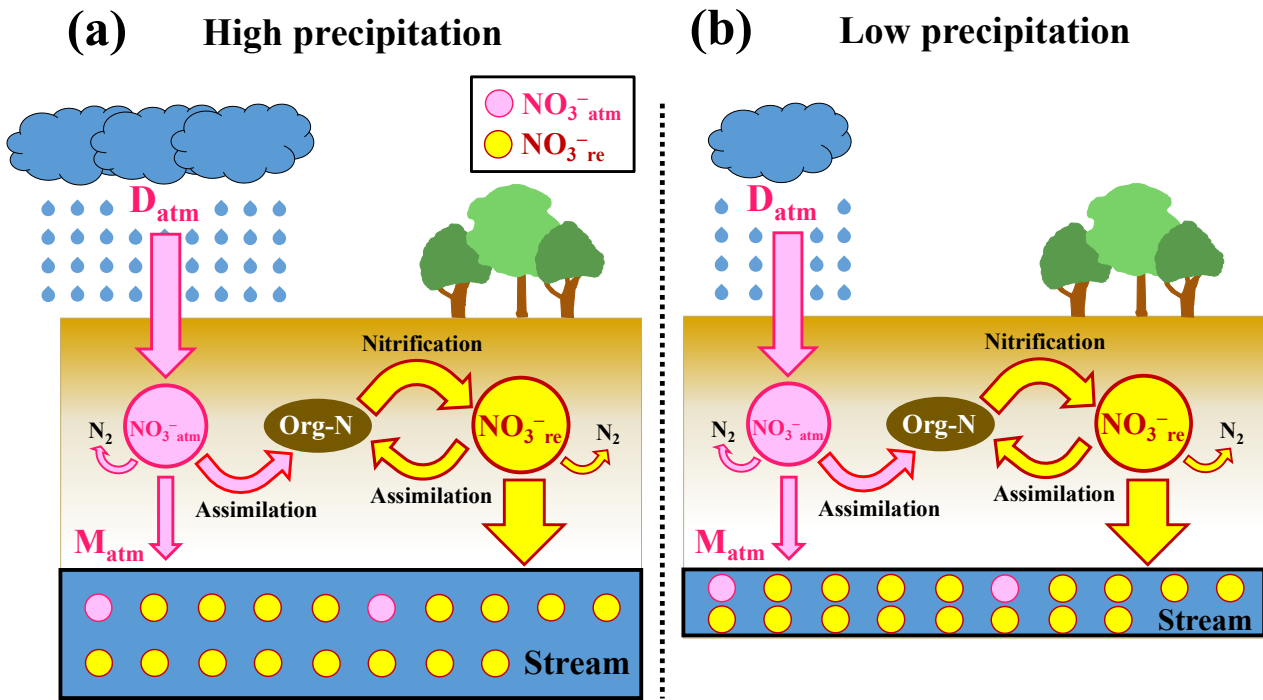 (a) High precipitation
NO₃⁻atm
NO₃⁻re
Datm
Nitrification
N₂
NO₃⁻atm
Org-N
NO₃⁻re
N₂
Assimilation
Assimilation
Matm
Stream
(b) Low precipitation
Datm
Nitrification
N₂
NO₃⁻atm
Org-N
NO₃⁻re
N₂
Assimilation
Assimilation
Matm
Stream